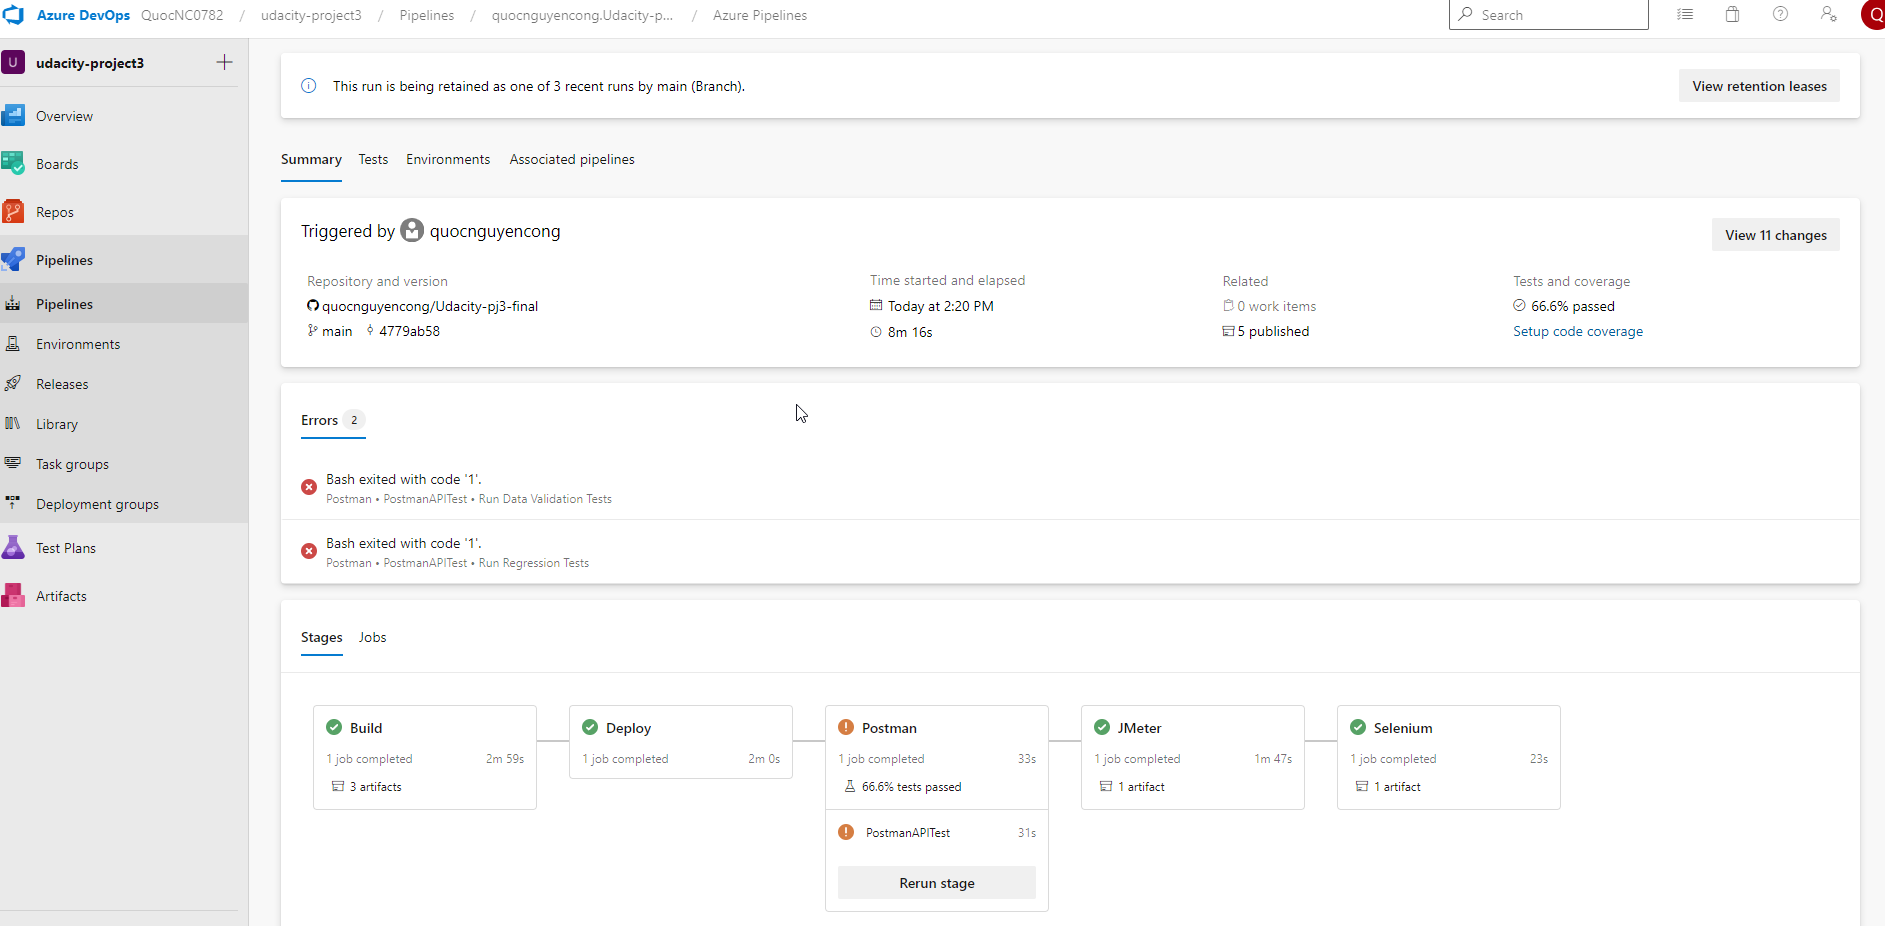 Azure DevOps QuocNC0782 / udacity-project3 / Pipelines / quocnguyencong.Udacity-p... / Azure Pipelines Search Q
U udacity-project3
Overview
Boards
Repos
Pipelines
Pipelines
Environments
Releases
Library
Task groups
Deployment groups
Test Plans
Artifacts
This run is being retained as one of 3 recent runs by main (Branch). View retention leases
Summary Tests Environments Associated pipelines
Triggered by quocnguyencong View 11 changes
Repository and version Time started and elapsed Related Tests and coverage
quocnguyencong/Udacity-pj3-final Today at 2:20 PM 0 work items 66.6% passed
main 4779ab58 8m 16s 5 published Setup code coverage
Errors 2
Bash exited with code '1'.
Postman • PostmanAPITest • Run Data Validation Tests
Bash exited with code '1'.
Postman • PostmanAPITest • Run Regression Tests
Stages Jobs
Build
1 job completed 2m 59s
3 artifacts
Deploy
1 job completed 2m 0s
Postman
1 job completed 33s
66.6% tests passed
PostmanAPITest 31s
Rerun stage
JMeter
1 job completed 1m 47s
1 artifact
Selenium
1 job completed 23s
1 artifact